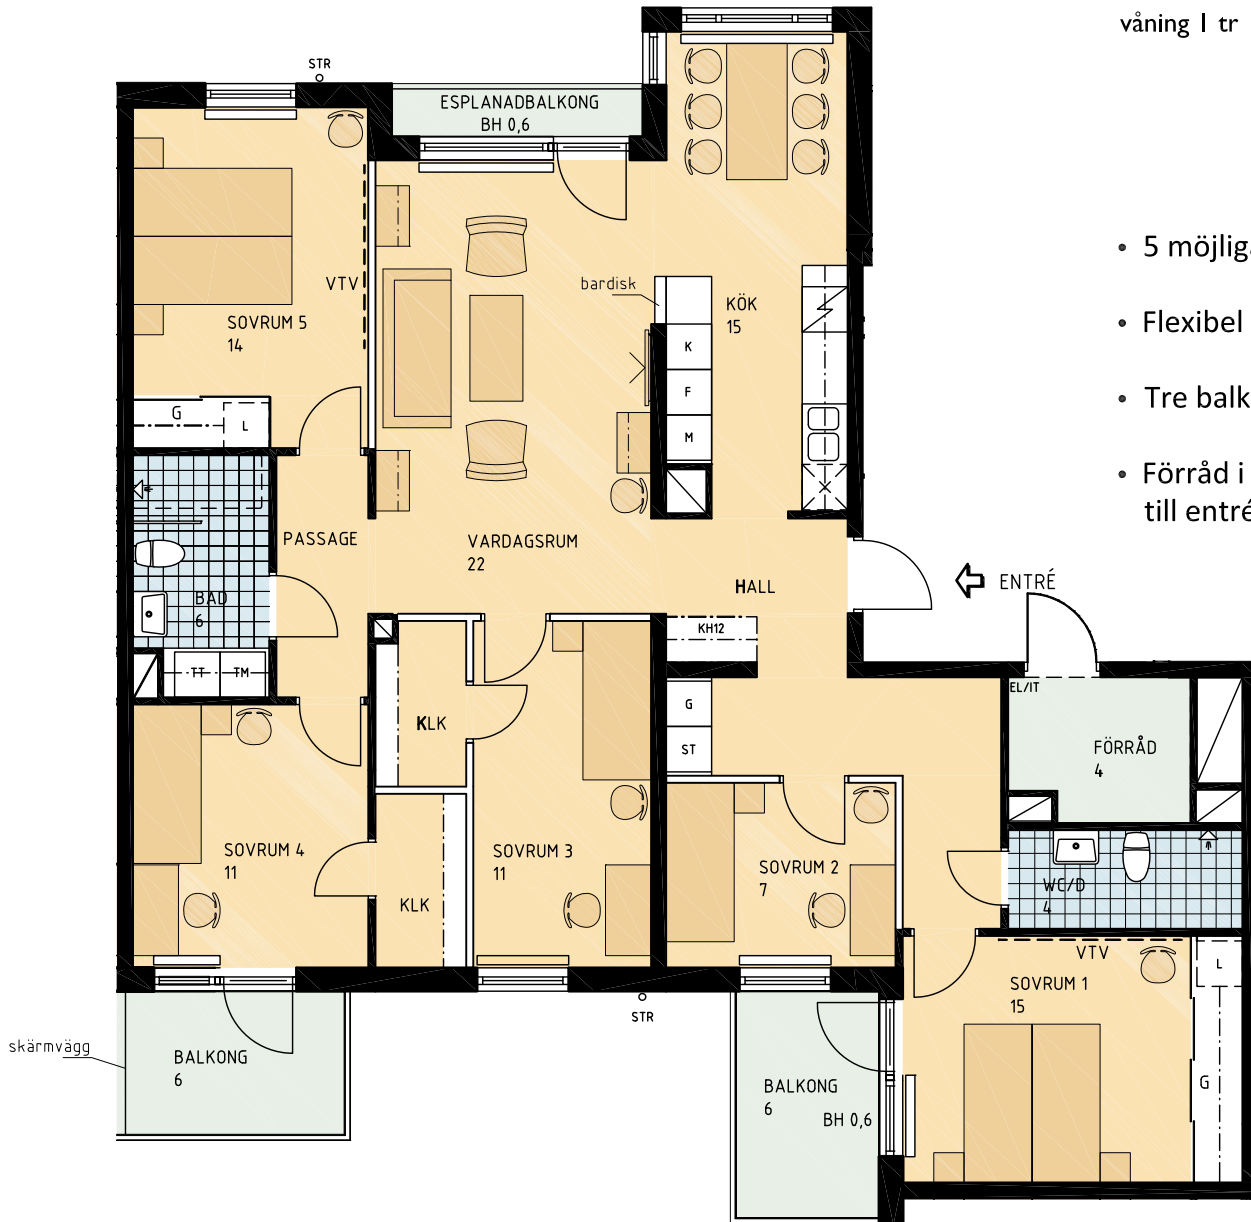 våning 1 tr
STR
ESPLANADBALKONG
BH 0,6
• 5 möjliga
VTV
bardisk
KÖK
15
SOVRUM 5
14
• Flexibel
K
F
M
• Tre balk
G
L
• Förråd i
till entré
PASSAGE
VARDAGSRUM
22
HALL
ENTRÉ
BAD
6
KH12
TT
TM
EL/IT
KLK
G
ST
FÖRRÅD
4
SOVRUM 4
11
SOVRUM 3
11
SOVRUM 2
7
WC/D
4
KLK
VTV
L
SOVRUM 1
15
STR
skärmvägg
BALKONG
6
BALKONG
6
BH 0,6
G